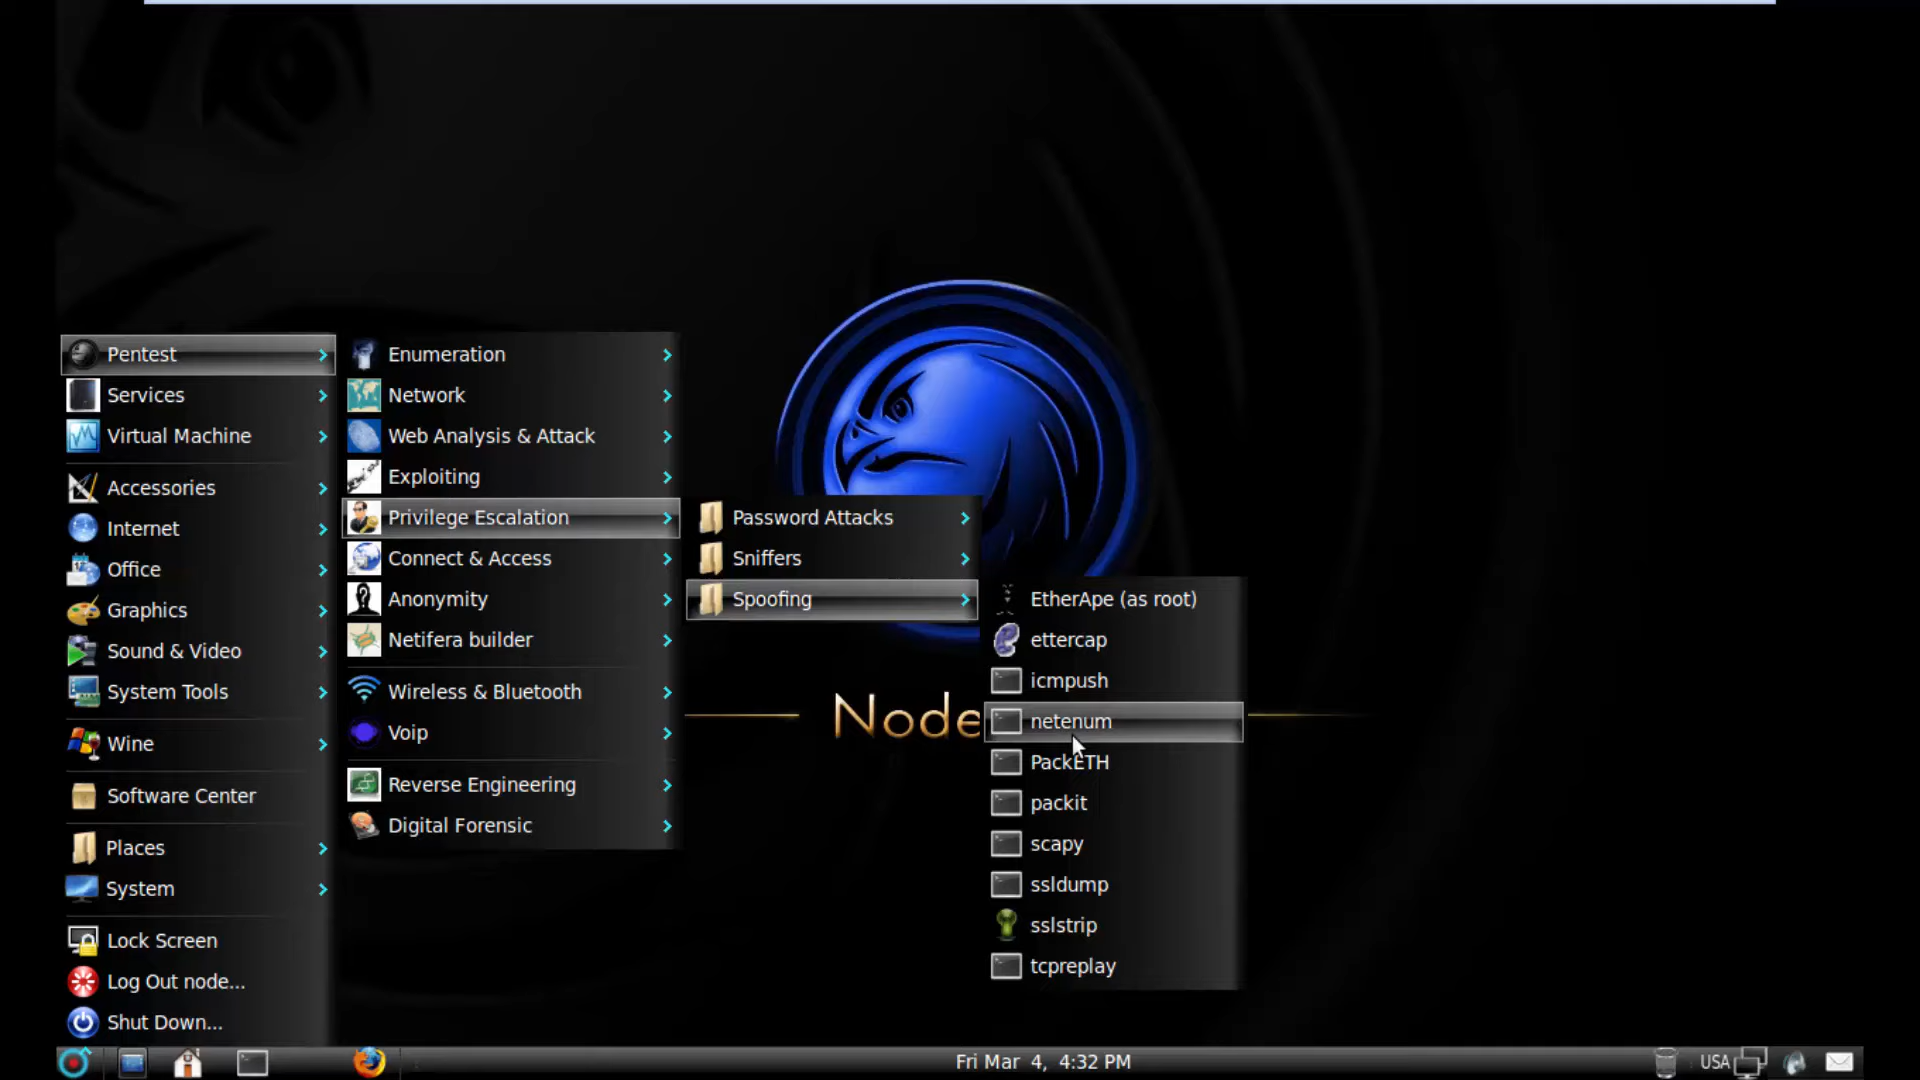 Pentest
Services
Virtual Machine
Accessories
Internet
Office
Graphics
Sound & Video
System Tools
Wine
Software Center
Places
System
Lock Screen
Log Out node...
Shut Down...
Enumeration
Network
Web Analysis & Attack
Exploiting
Privilege Escalation
Connect & Access
Anonymity
Netifera builder
Wireless & Bluetooth
Voip
Reverse Engineering
Digital Forensic
Password Attacks
Sniffers
Spoofing
EtherApe (as root)
ettercap
icmpush
netenum
PackETH
packit
scapy
ssldump
sslstrip
tcpreplay
Node
Fri Mar 4, 4:32 PM
USA